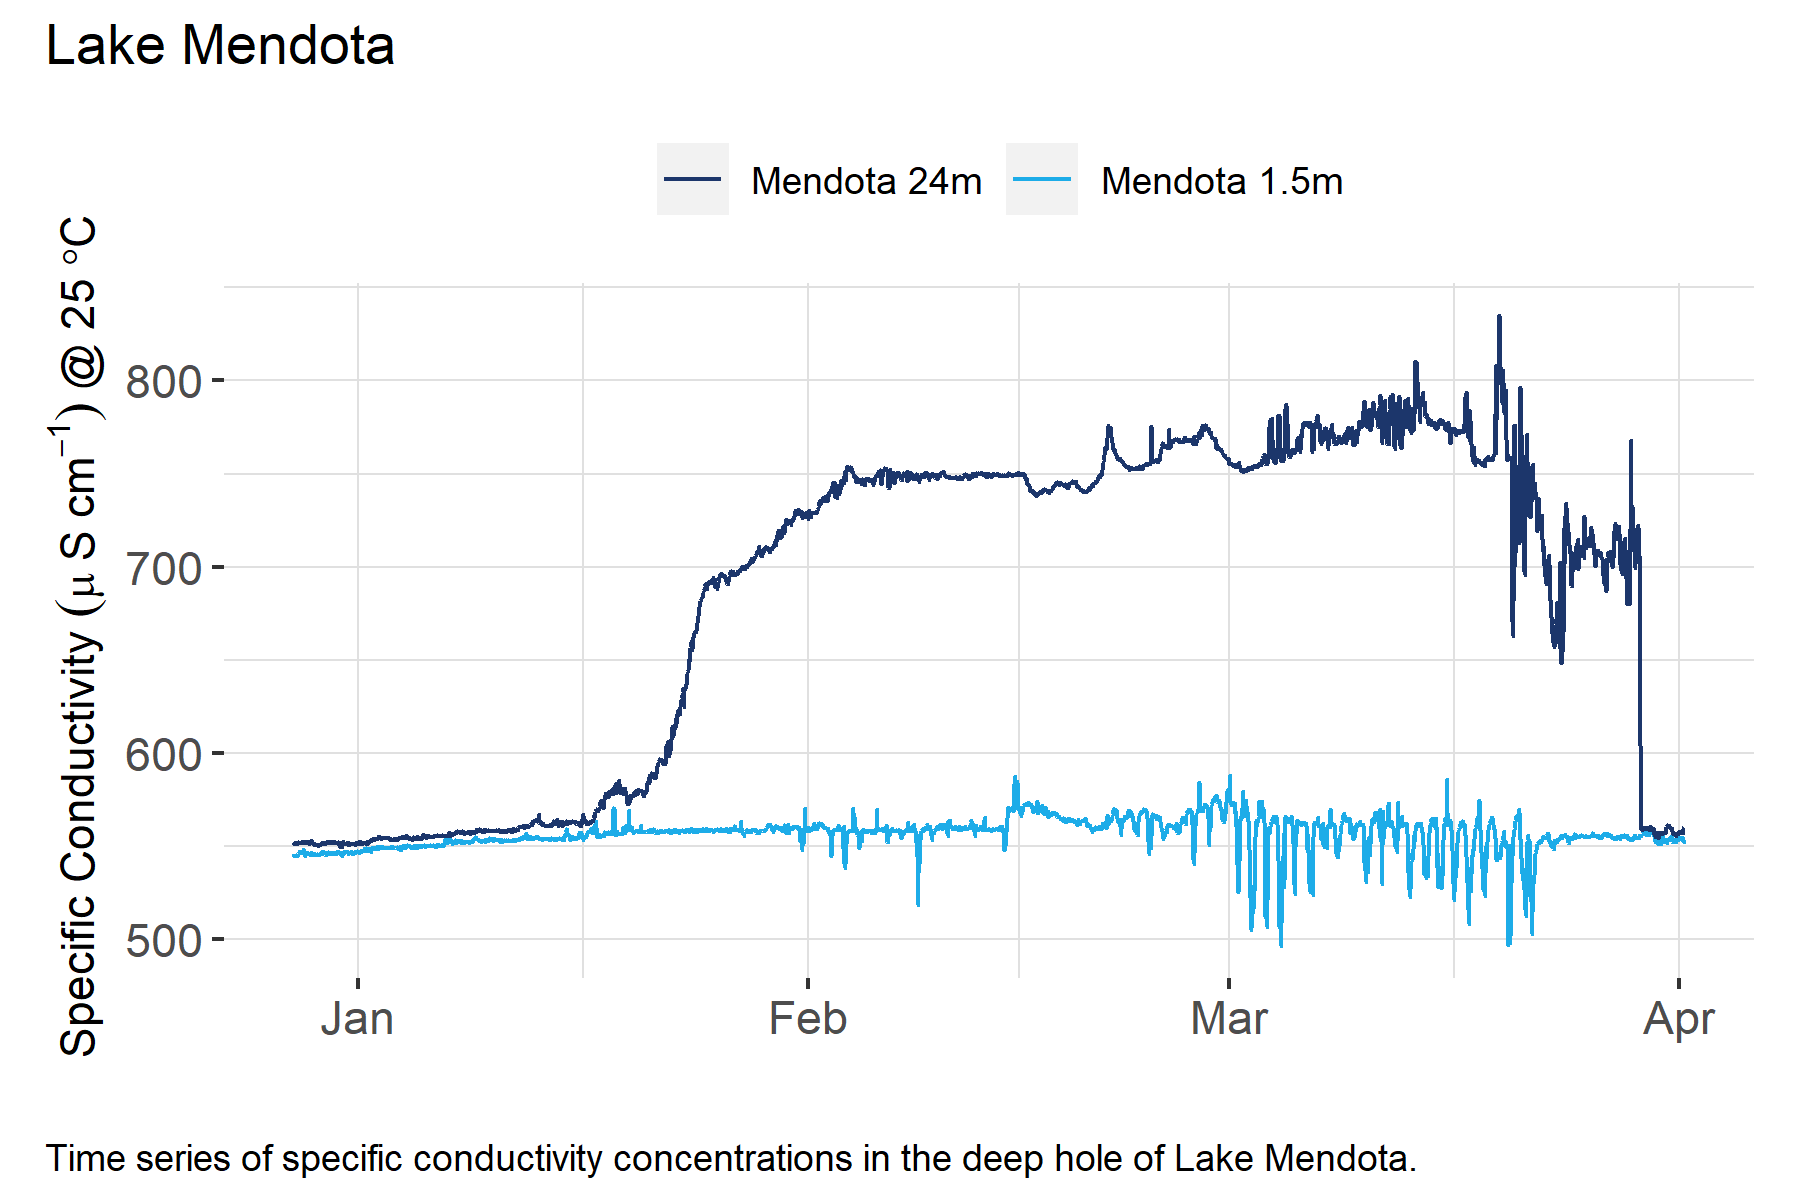 Lake Mendota
Mendota 24m
Mendota 1.5m
Specific Conductivity (μ S cm⁻¹) @ 25 °C
800
700
600
500
Jan
Feb
Mar
Apr
Time series of specific conductivity concentrations in the deep hole of Lake Mendota.